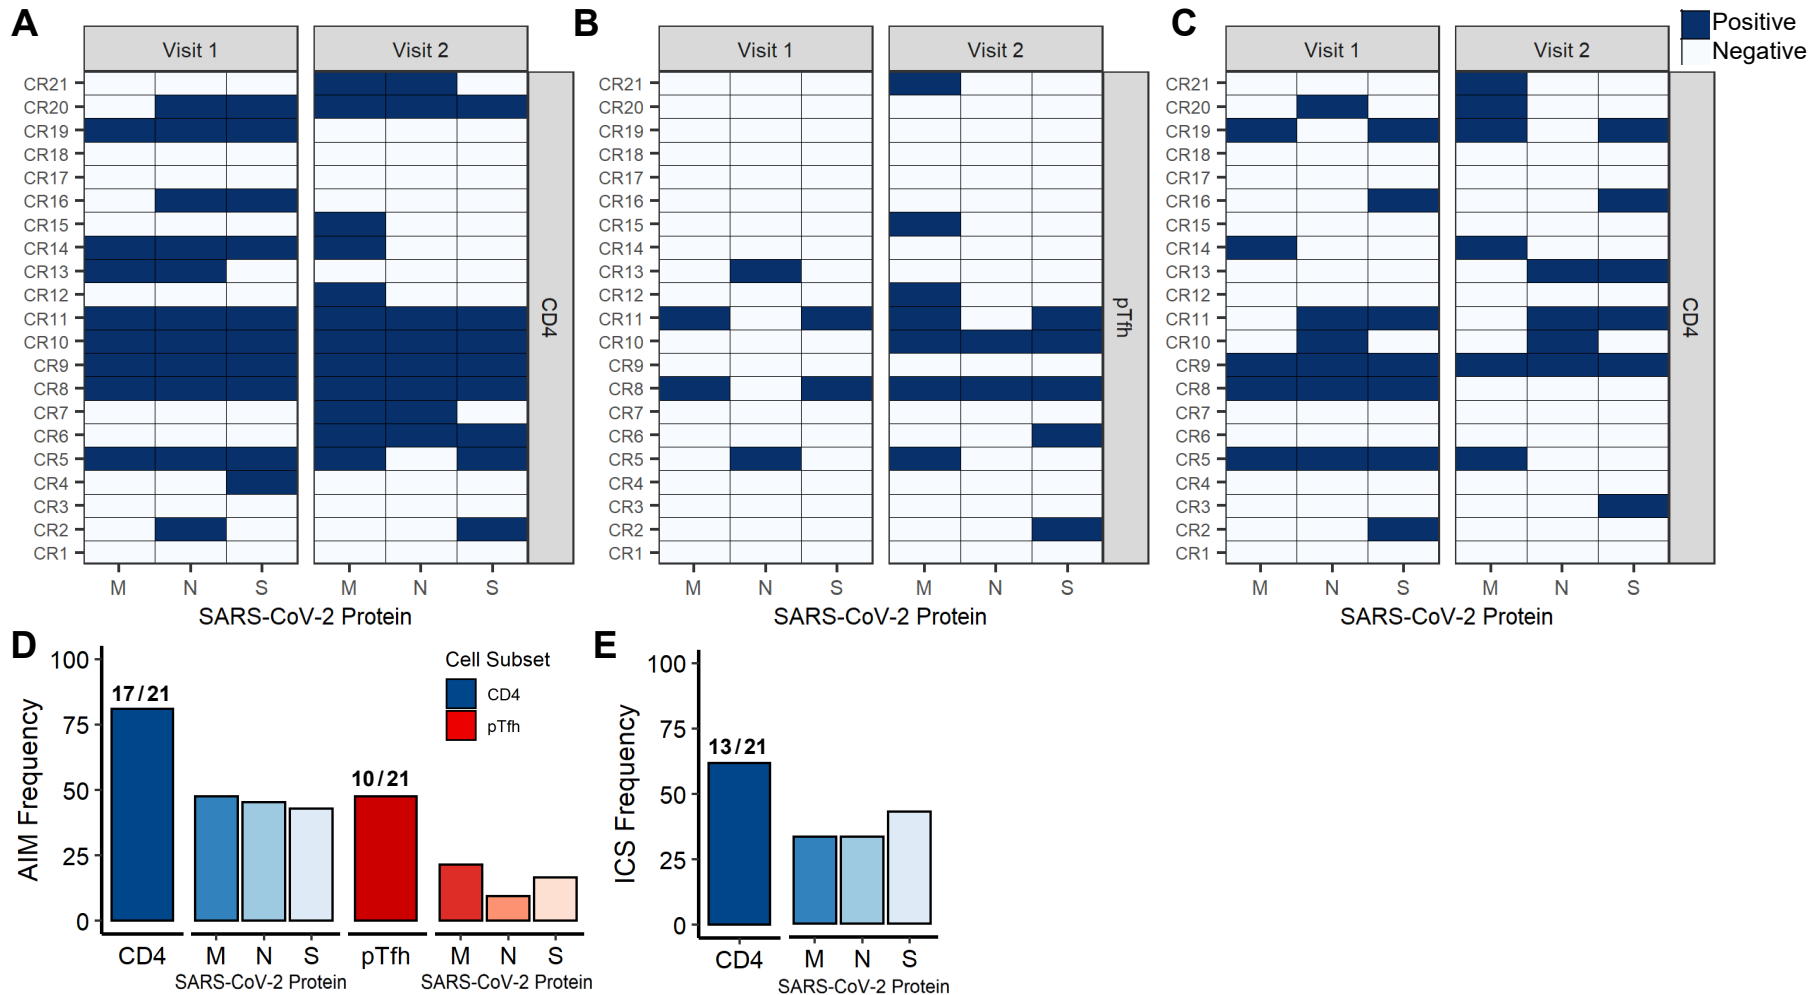 A
Visit 1
Visit 2
CR21
CR20
CR19
CR18
CR17
CR16
CR15
CR14
CR13
CR12
CR11
CR10
CR9
CR8
CR7
CR6
CR5
CR4
CR3
CR2
CR1
CD4
M N S M N S
SARS-CoV-2 Protein
B
Visit 1
Visit 2
CR21
CR20
CR19
CR18
CR17
CR16
CR15
CR14
CR13
CR12
CR11
CR10
CR9
CR8
CR7
CR6
CR5
CR4
CR3
CR2
CR1
pTfh
M N S M N S
SARS-CoV-2 Protein
C
Visit 1
Visit 2
Positive
Negative
CR21
CR20
CR19
CR18
CR17
CR16
CR15
CR14
CR13
CR12
CR11
CR10
CR9
CR8
CR7
CR6
CR5
CR4
CR3
CR2
CR1
CD4
M N S M N S
SARS-CoV-2 Protein
D
AIM Frequency
100
75
50
25
0
17/21
10/21
Cell Subset
CD4
pTfh
CD4 M N S pTfh M N S
SARS-CoV-2 Protein SARS-CoV-2 Protein
E
ICS Frequency
100
75
50
25
0
13/21
CD4 M N S
SARS-CoV-2 Protein